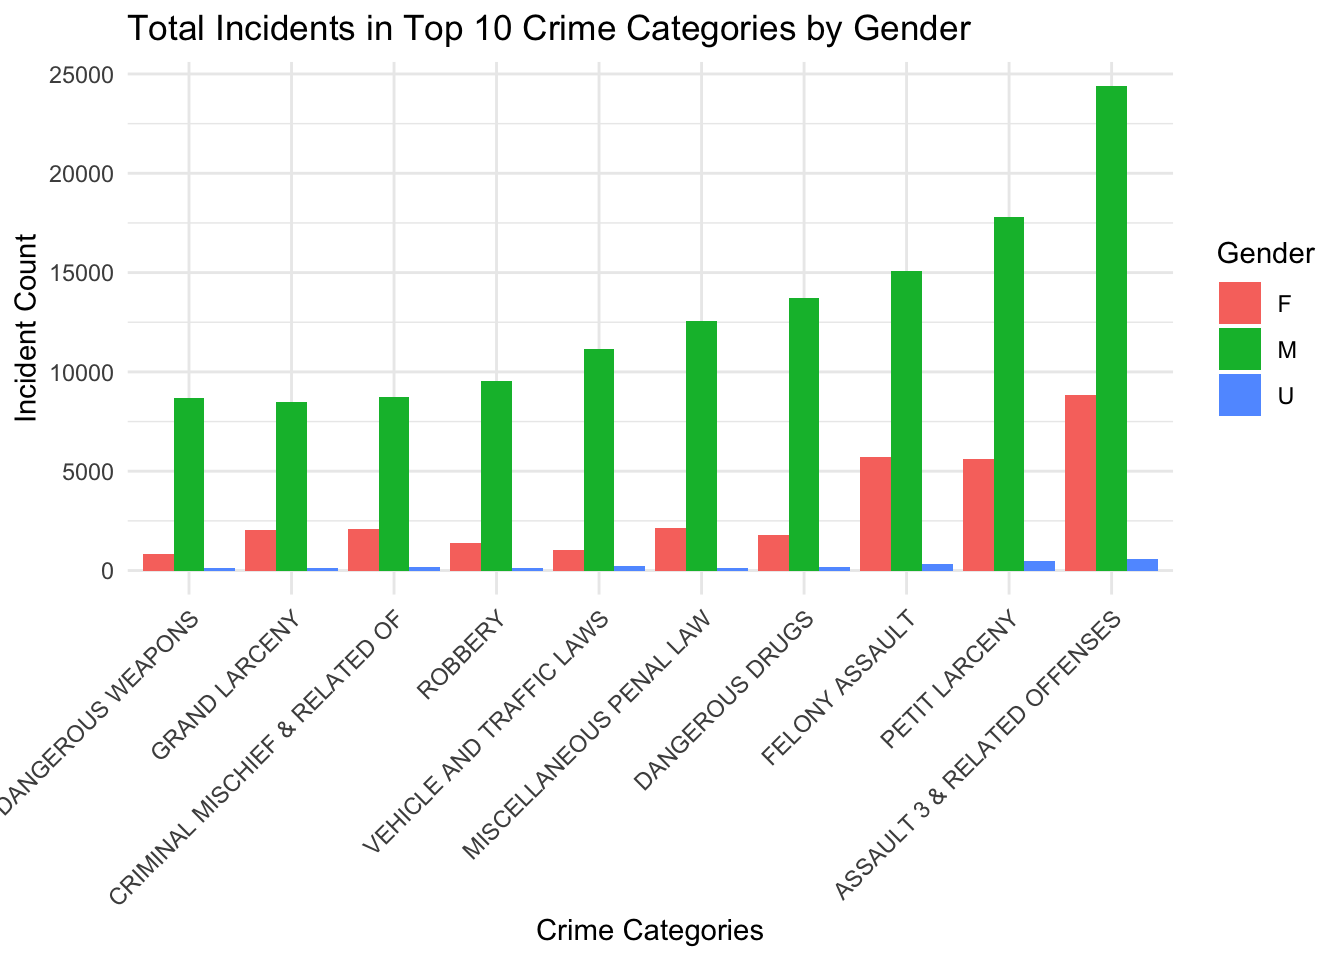 Total Incidents in Top 10 Crime Categories by Gender
25000
20000
15000
10000
5000
0
Incident Count
DANGEROUS WEAPONS
GRAND LARCENY
CRIMINAL MISCHIEF & RELATED OF
ROBBERY
VEHICLE AND TRAFFIC LAWS
MISCELLANEOUS PENAL LAW
DANGEROUS DRUGS
FELONY ASSAULT
PETIT LARCENY
ASSAULT 3 & RELATED OFFENSES
Crime Categories
Gender
F
M
U